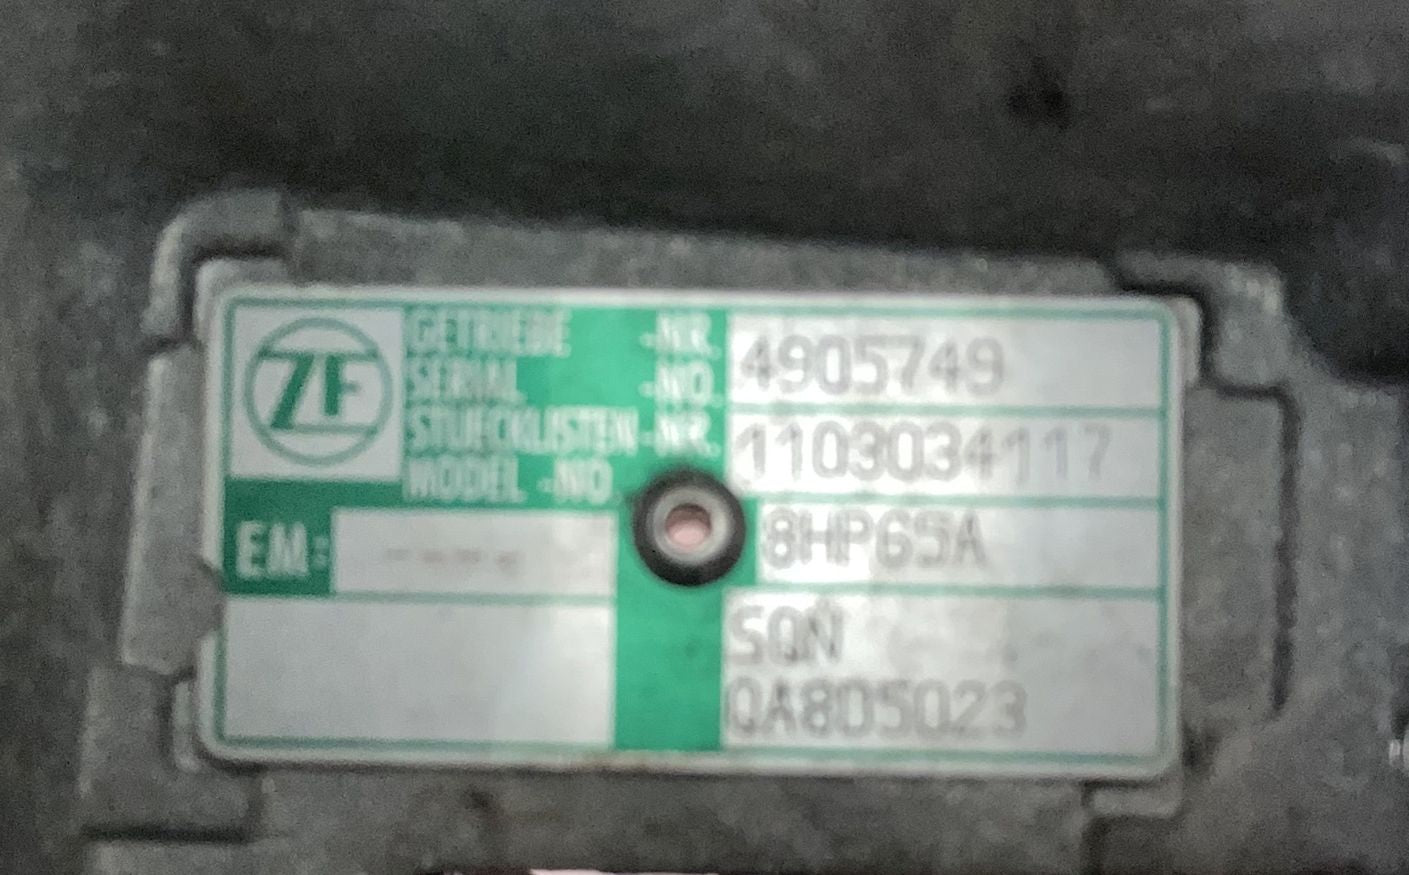 ZF
GETRIEBE -NR.
SERIAL -NO. 4905749
STUECKLISTEN-NR.
MODEL -NO. 1103034117
EM: ---- 8HP65A
SQN
QA805023